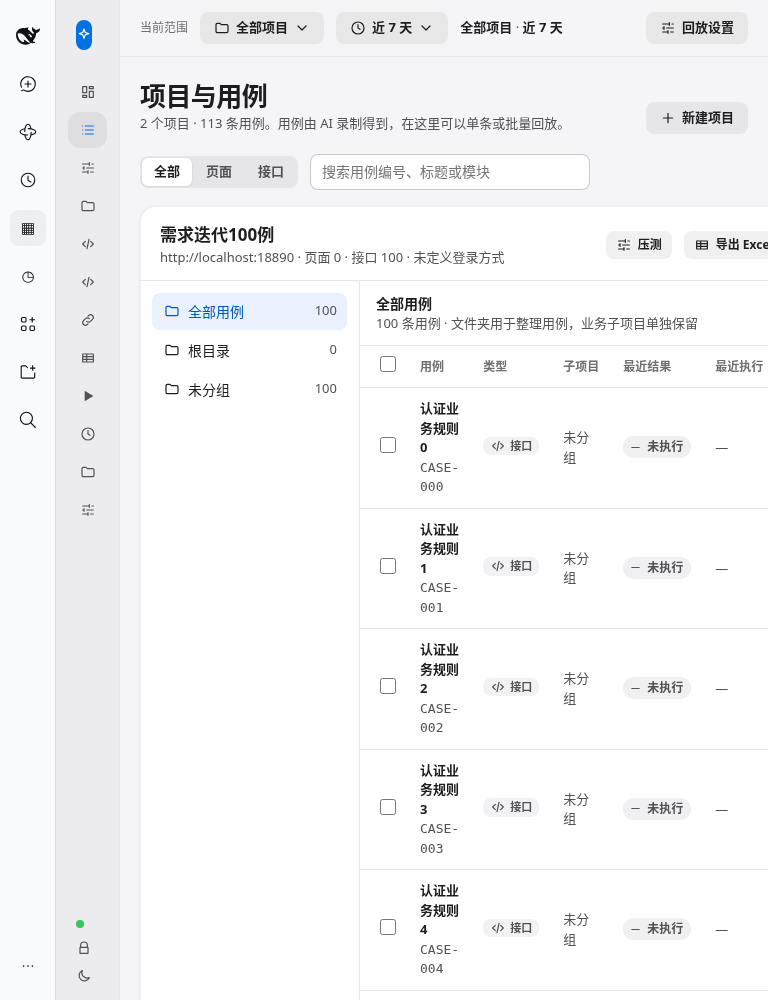 当前范围 全部项目 近 7 天 全部项目 · 近 7 天 回放设置
项目与用例
2 个项目 · 113 条用例。用例由 AI 录制得到，在这里可以单条或批量回放。
新建项目
全部 页面 接口 搜索用例编号、标题或模块
需求迭代100例
http://localhost:18890 · 页面 0 · 接口 100 · 未定义登录方式
压测 导出 Exce
全部用例 100
根目录 0
未分组 100
全部用例
100 条用例 · 文件夹用于整理用例，业务子项目单独保留
用例 类型 子项目 最近结果 最近执行
认证业
务规则
0
CASE-
000
接口
未分
组
— 未执行
—
认证业
务规则
1
CASE-
001
接口
未分
组
— 未执行
—
认证业
务规则
2
CASE-
002
接口
未分
组
— 未执行
—
认证业
务规则
3
CASE-
003
接口
未分
组
— 未执行
—
认证业
务规则
4
CASE-
004
接口
未分
组
— 未执行
—